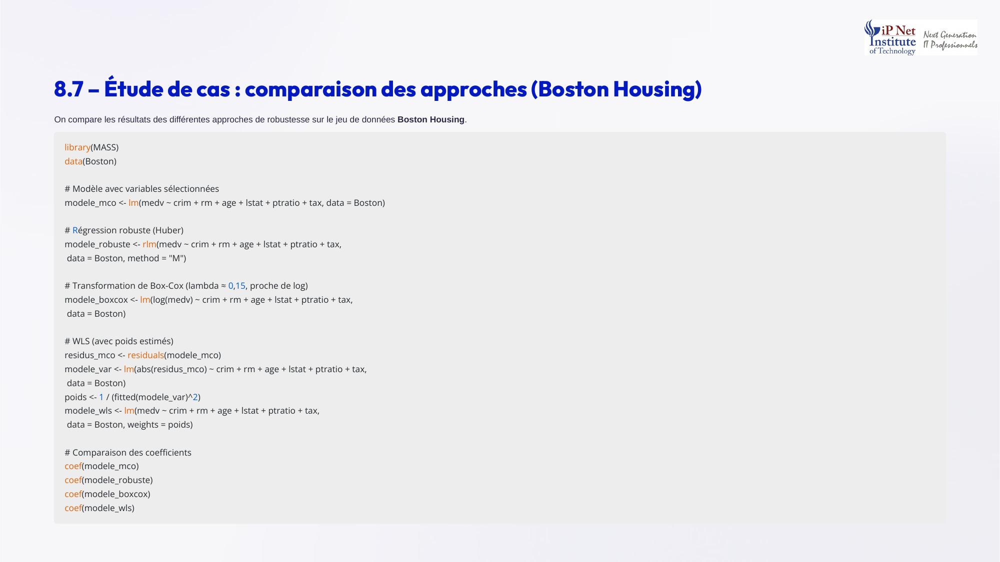 iP Net
Institute
of Technology
Next Generation
IT Professionnels
8.7 – Étude de cas : comparaison des approches (Boston Housing)
On compare les résultats des différentes approches de robustesse sur le jeu de données Boston Housing.
library(MASS)
data(Boston)
# Modèle avec variables sélectionnées
modele_mco <- lm(medv ~ crim + rm + age + lstat + ptratio + tax, data = Boston)
# Régression robuste (Huber)
modele_robuste <- rlm(medv ~ crim + rm + age + lstat + ptratio + tax,
data = Boston, method = "M")
# Transformation de Box-Cox (lambda ≈ 0,15, proche de log)
modele_boxcox <- lm(log(medv) ~ crim + rm + age + lstat + ptratio + tax,
data = Boston)
# WLS (avec poids estimés)
residus_mco <- residuals(modele_mco)
modele_var <- lm(abs(residus_mco) ~ crim + rm + age + lstat + ptratio + tax,
data = Boston)
poids <- 1 / (fitted(modele_var)^2)
modele_wls <- lm(medv ~ crim + rm + age + lstat + ptratio + tax,
data = Boston, weights = poids)
# Comparaison des coefficients
coef(modele_mco)
coef(modele_robuste)
coef(modele_boxcox)
coef(modele_wls)